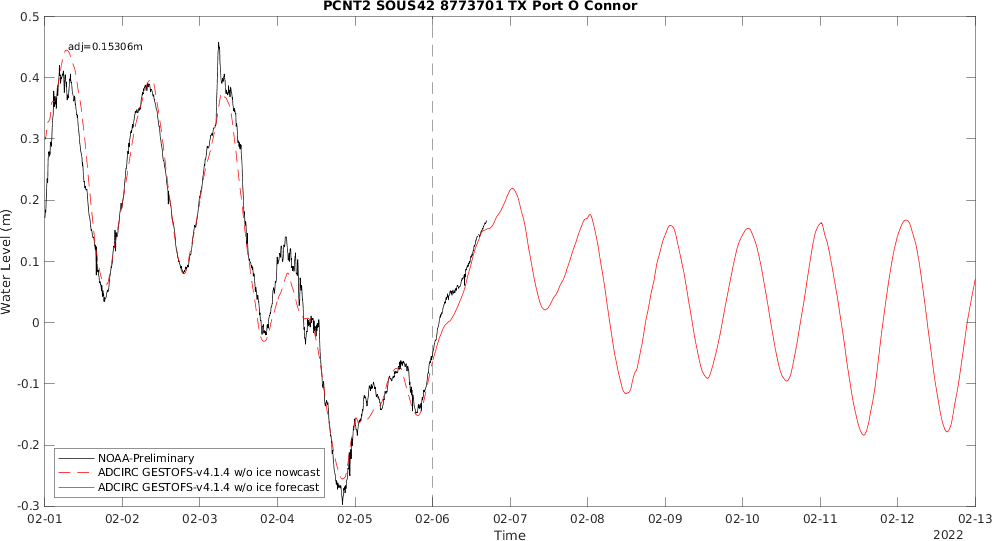 PCNT2 SOUS42 8773701 TX Port O Connor
0.5
adj=0.15306m
0.4
0.3
0.2
0.1
0
-0.1
-0.2
-0.3
Water Level (m)
NOAA-Preliminary
ADCIRC GESTOFS-v4.1.4 w/o ice nowcast
ADCIRC GESTOFS-v4.1.4 w/o ice forecast
02-01 02-02 02-03 02-04 02-05 02-06 02-07 02-08 02-09 02-10 02-11 02-12 02-13
Time
2022